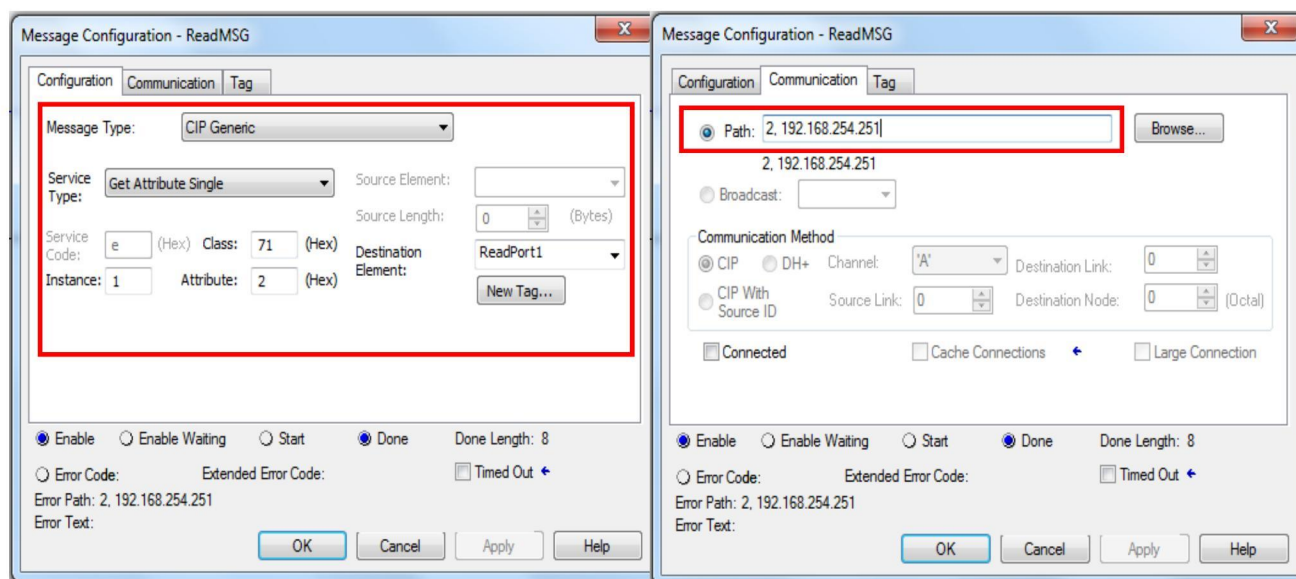 Message Configuration - ReadMSG
X
Configuration Communication Tag
Message Type: CIP Generic
Service Type: Get Attribute Single
Source Element:
Source Length: 0 (Bytes)
Service Code: e (Hex) Class: 71 (Hex)
Destination Element: ReadPort1
Instance: 1 Attribute: 2 (Hex)
New Tag...
Enable Enable Waiting Start Done Done Length: 8
Error Code: Extended Error Code: Timed Out
Error Path: 2, 192.168.254.251
Error Text:
OK Cancel Apply Help
Message Configuration - ReadMSG
X
Configuration Communication Tag
Path: 2, 192.168.254.251 Browse...
2, 192.168.254.251
Broadcast:
Communication Method
CIP DH+ Channel: 'A' Destination Link: 0
CIP With Source ID Source Link: 0 Destination Node: 0 (Octal)
Connected Cache Connections Large Connection
Enable Enable Waiting Start Done Done Length: 8
Error Code: Extended Error Code: Timed Out
Error Path: 2, 192.168.254.251
Error Text:
OK Cancel Apply Help